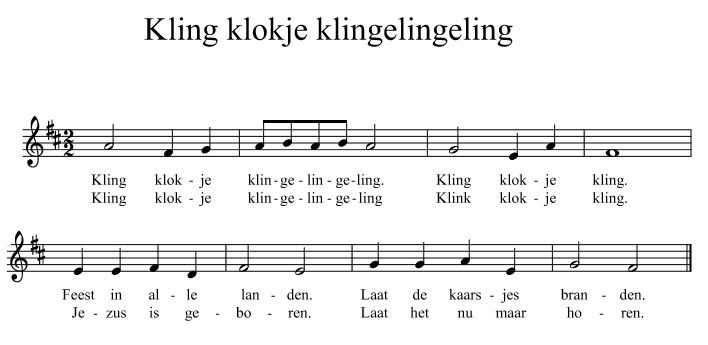 Kling klokje klingelingeling
2
2
Kling klok - je klin - ge - lin - ge - ling. Kling klok - je kling.
Kling klok - je klin - ge - lin - ge - ling Klink klok - je kling.
Feest in al - le lan - den. Laat de kaars - jes bran - den.
Je - zus is ge - bo - ren. Laat het nu maar ho - ren.